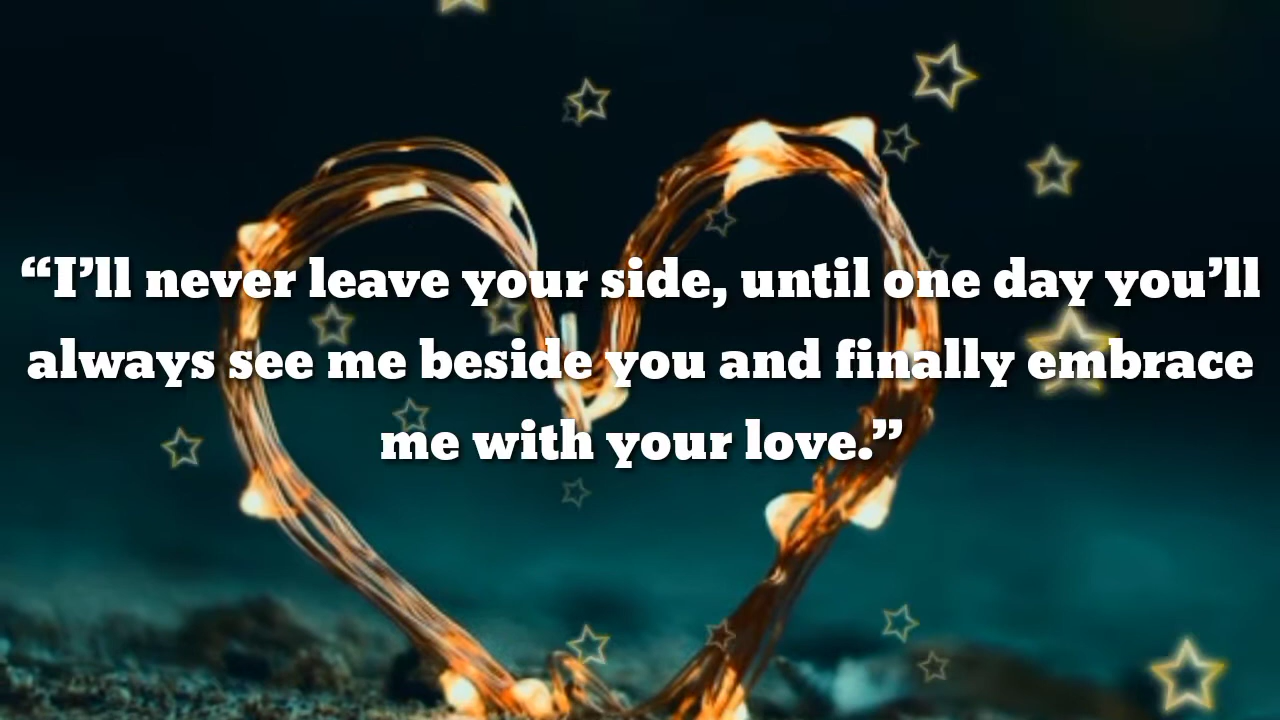 “I’ll never leave your side, until one day you’ll
always see me beside you and finally embrace
me with your love.”